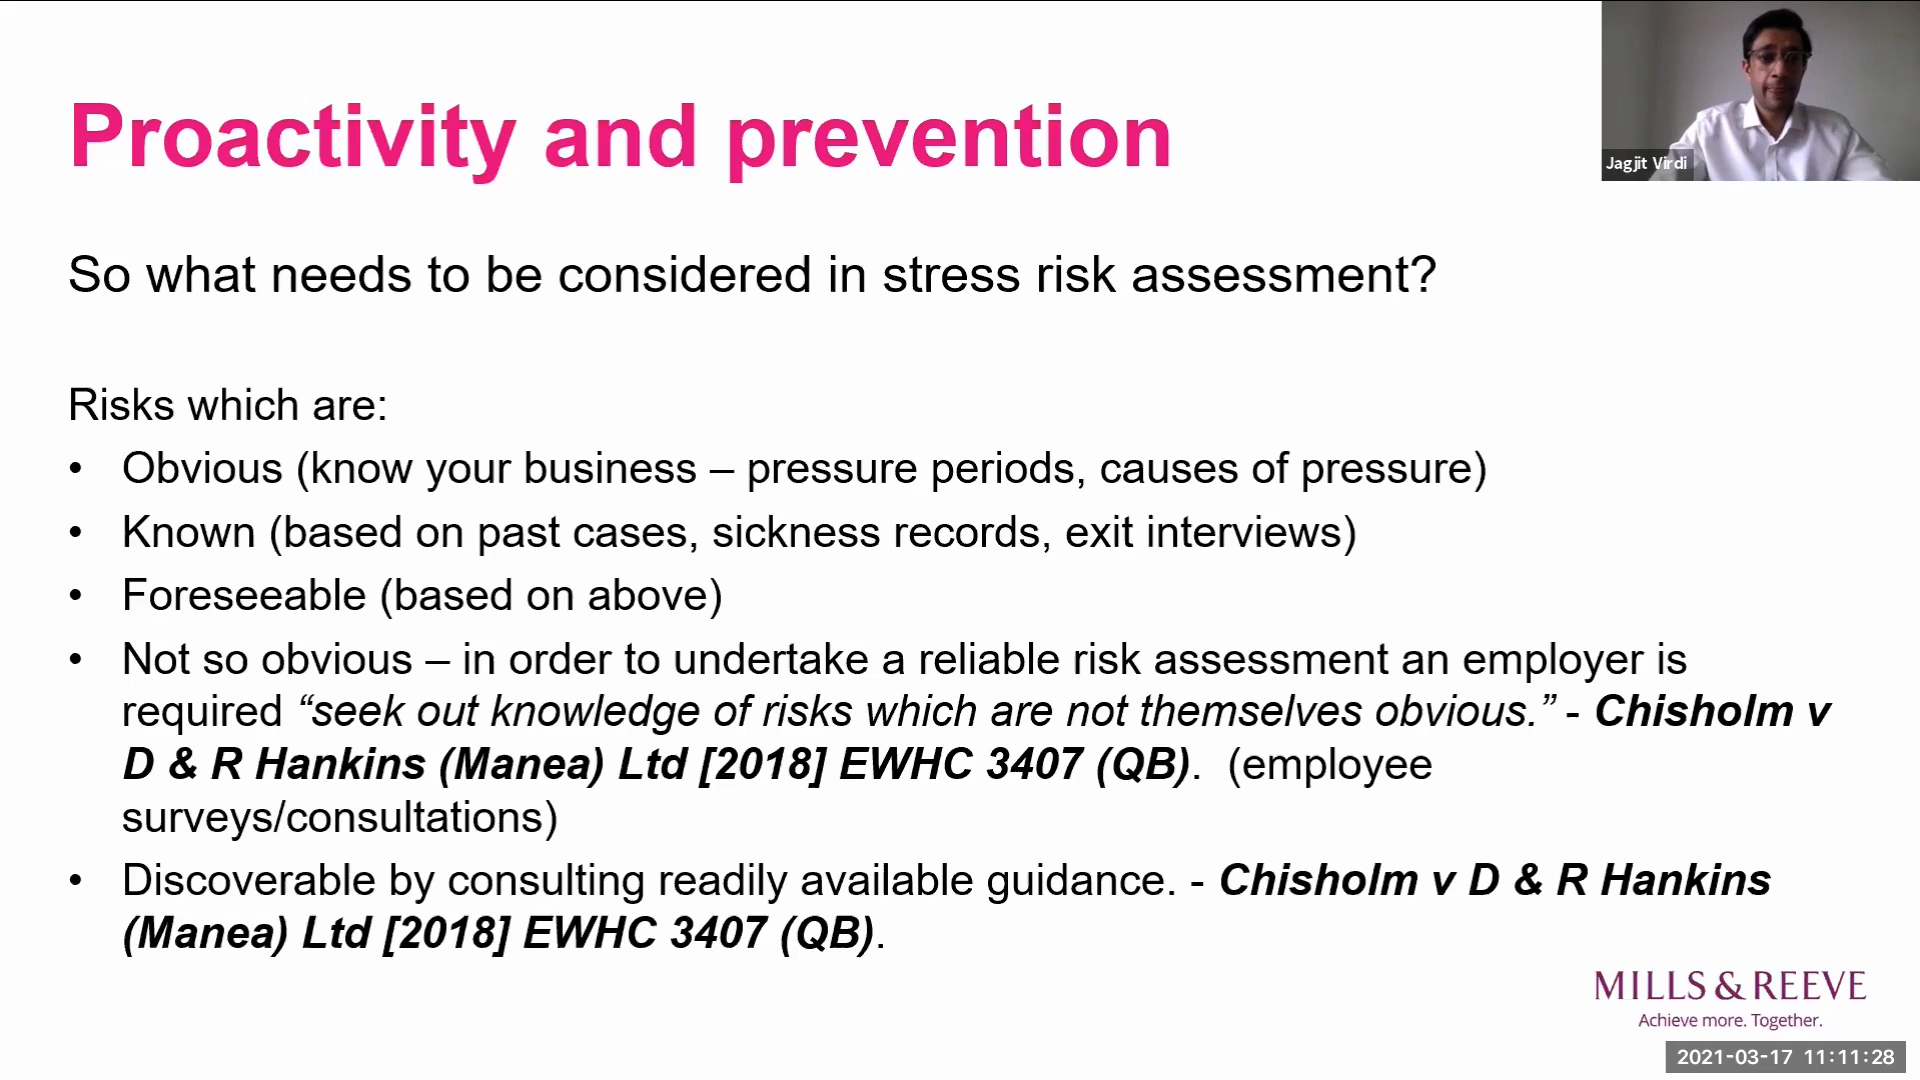 Proactivity and prevention
Jagjit Virdi
So what needs to be considered in stress risk assessment?
Risks which are:
• Obvious (know your business – pressure periods, causes of pressure)
• Known (based on past cases, sickness records, exit interviews)
• Foreseeable (based on above)
• Not so obvious – in order to undertake a reliable risk assessment an employer is
required “seek out knowledge of risks which are not themselves obvious.” - Chisholm v
D & R Hankins (Manea) Ltd [2018] EWHC 3407 (QB).  (employee
surveys/consultations)
• Discoverable by consulting readily available guidance. - Chisholm v D & R Hankins
(Manea) Ltd [2018] EWHC 3407 (QB).
MILLS & REEVE
Achieve more. Together.
2021-03-17 11:11:28